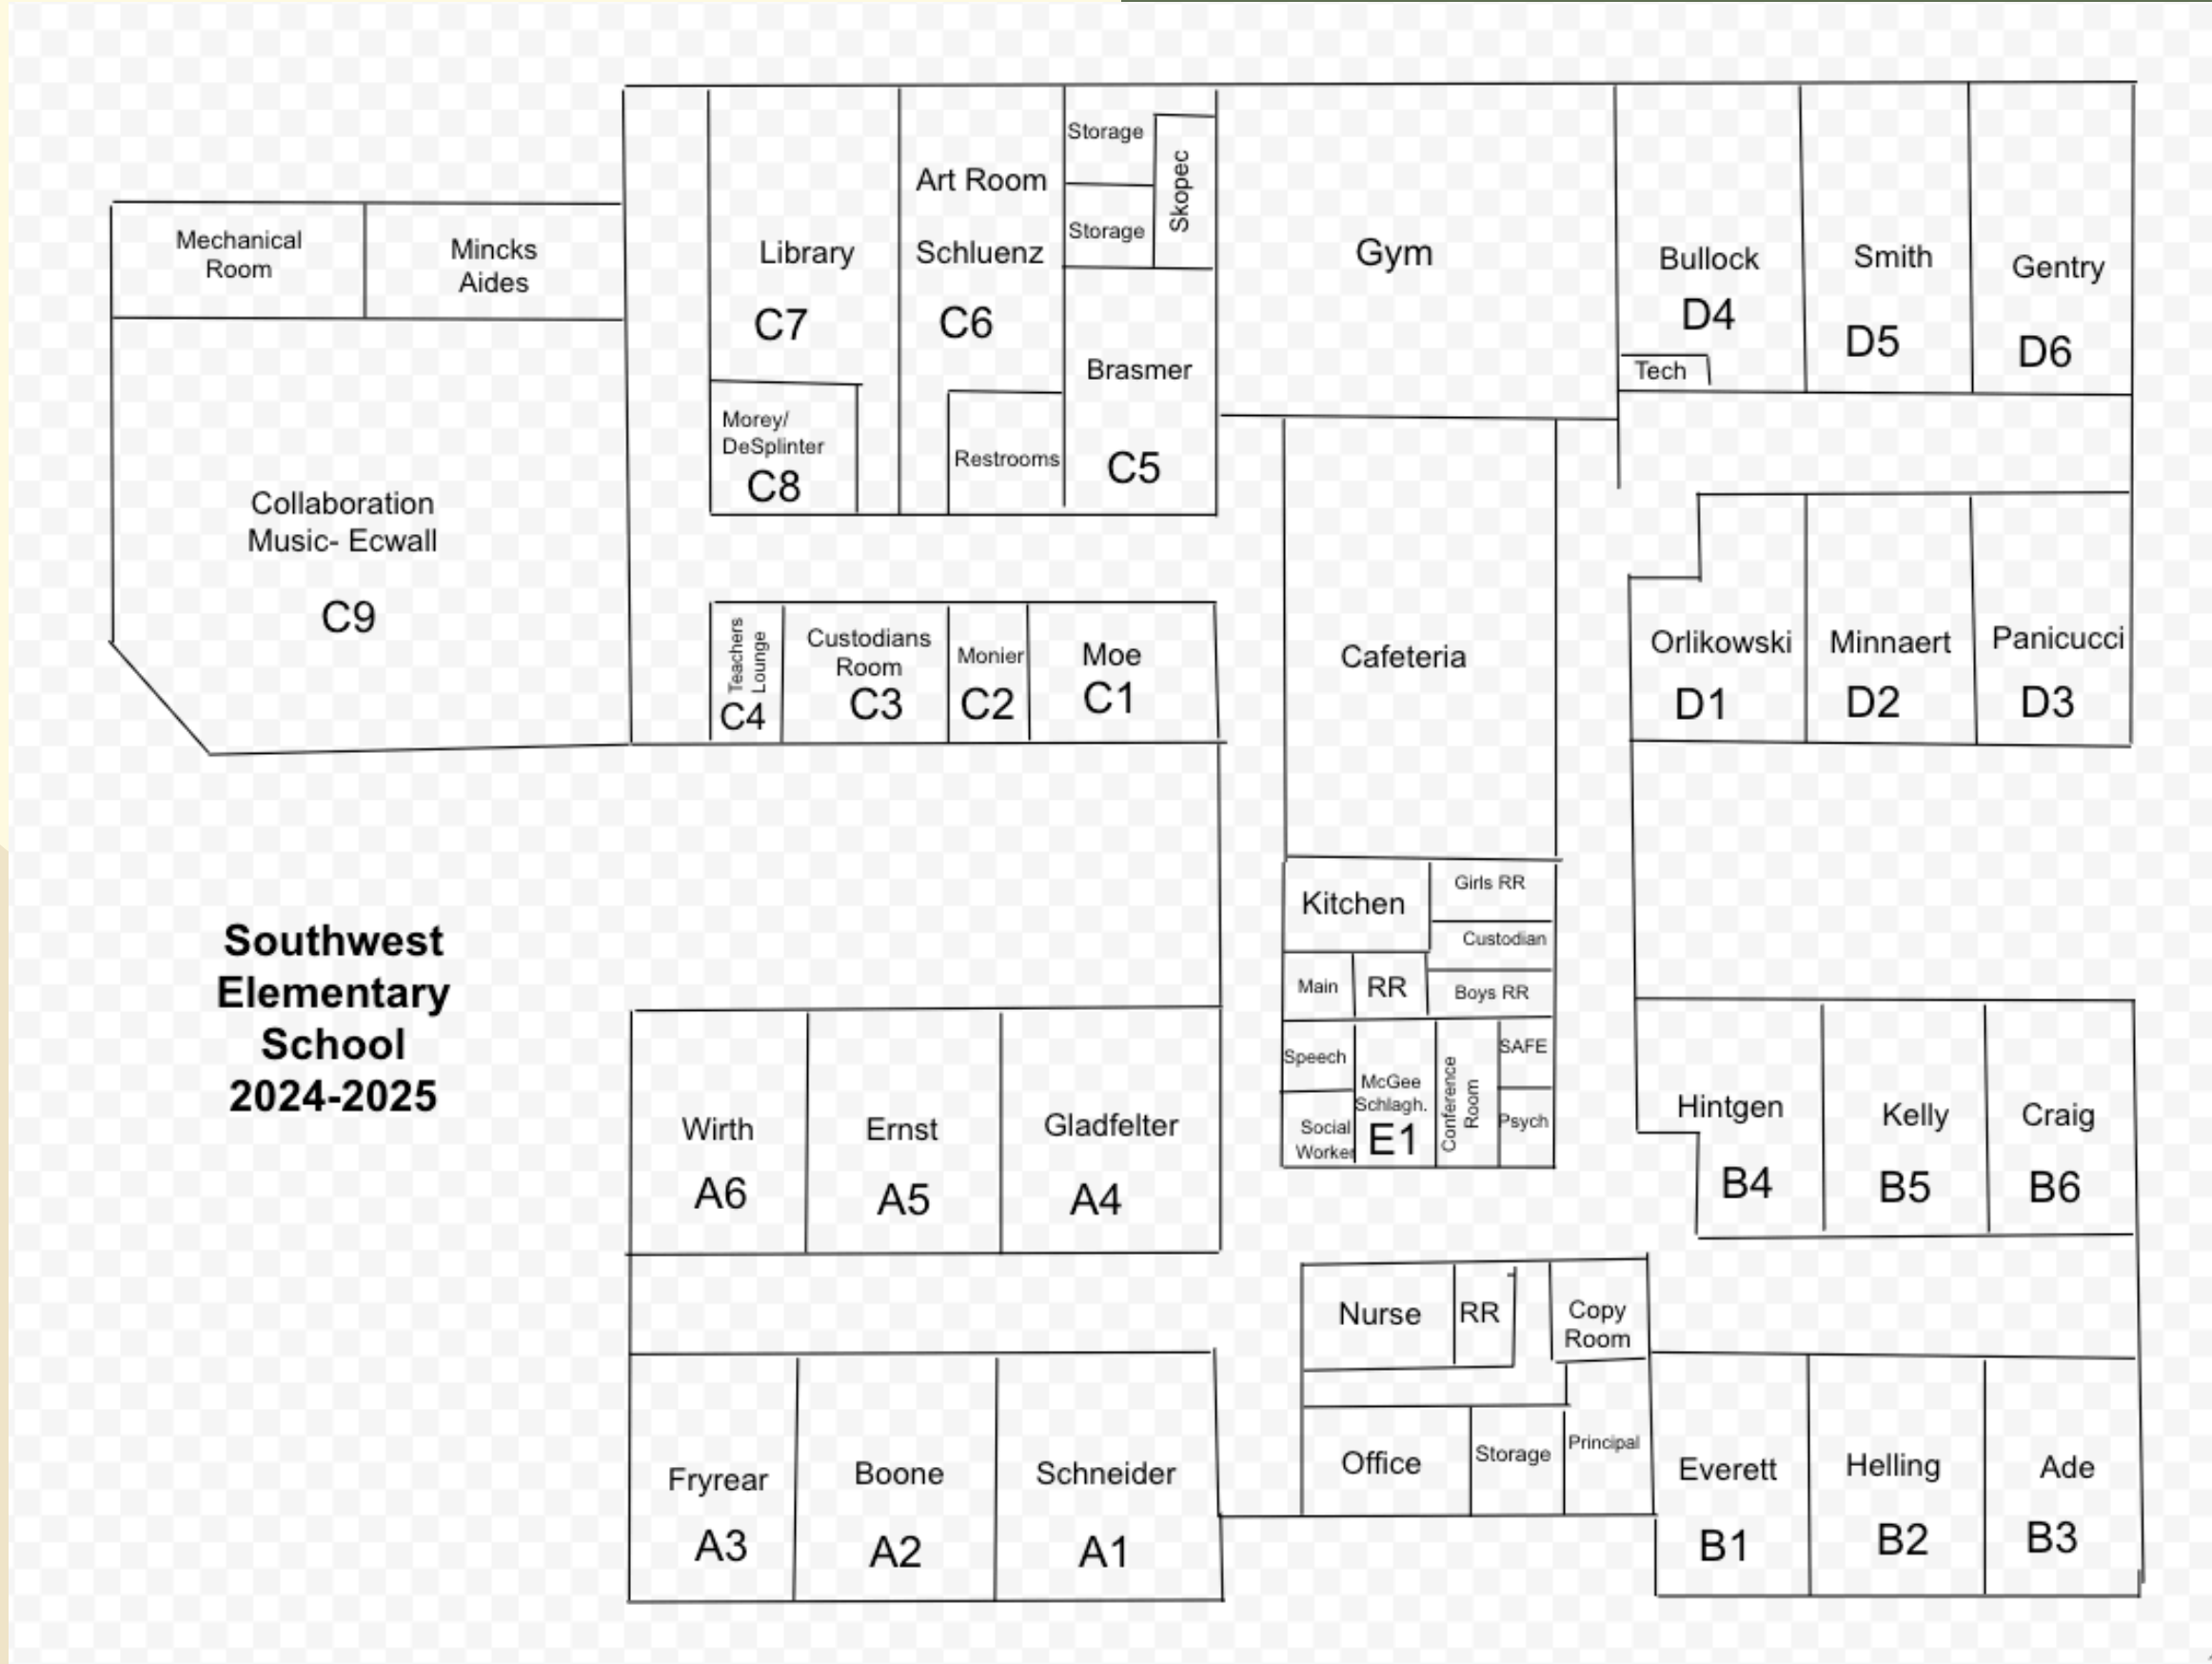 Mechanical
Room
Mincks
Aides
Collaboration
Music- Ecwall
C9
Library
C7
Morey/
DeSplinter
C8
Art Room
Schluenz
C6
Restrooms
Storage
Storage
Skopec
Brasmer
C5
Gym
Bullock
D4
Tech
Smith
D5
Gentry
D6
Teachers
Lounge
C4
Custodians
Room
C3
Monier
C2
Moe
C1
Cafeteria
Orlikowski
D1
Minnaert
D2
Panicucci
D3
Southwest
Elementary
School
2024-2025
Kitchen
Girls RR
Custodian
Main
RR
Boys RR
Speech
Social
Worker
McGee
Schlagh.
E1
Conference
Room
SAFE
Psych
Wirth
A6
Ernst
A5
Gladfelter
A4
Hintgen
B4
Kelly
B5
Craig
B6
Nurse
RR
Copy
Room
Office
Storage
Principal
Fryrear
A3
Boone
A2
Schneider
A1
Everett
B1
Helling
B2
Ade
B3